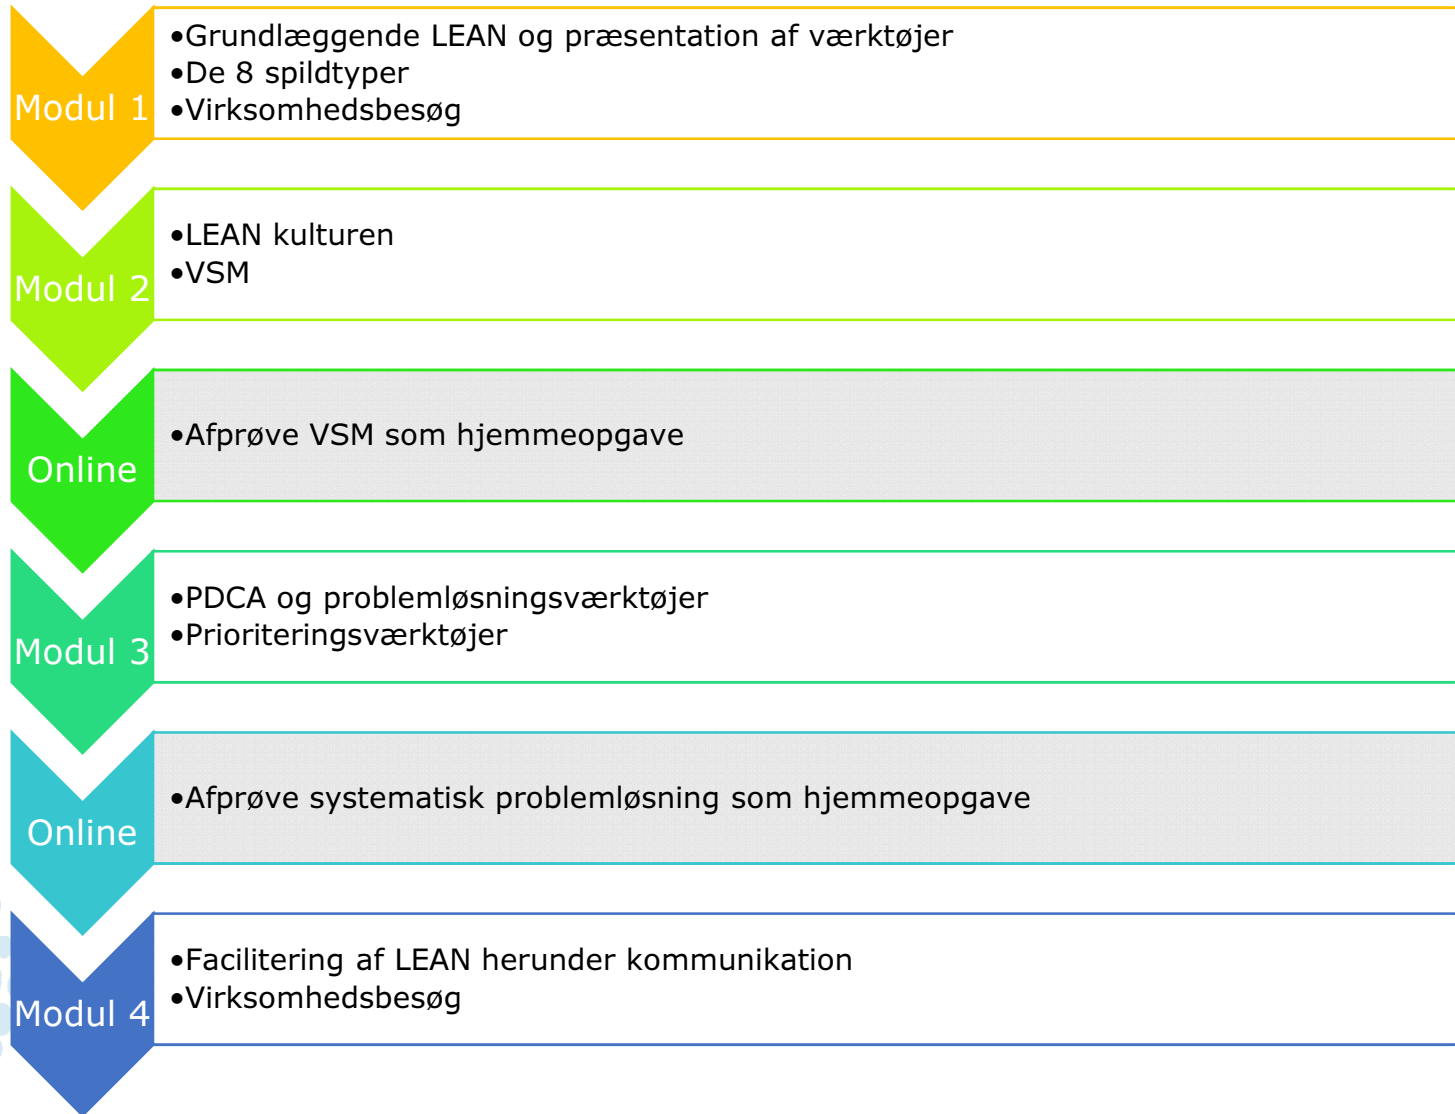 Modul 1
•Grundlæggende LEAN og præsentation af værktøjer
•De 8 spildtyper
•Virksomhedsbesøg
Modul 2
•LEAN kulturen
•VSM
Online
•Afprøve VSM som hjemmeopgave
Modul 3
•PDCA og problemløsningsværktøjer
•Prioriteringsværktøjer
Online
•Afprøve systematisk problemløsning som hjemmeopgave
Modul 4
•Facilitering af LEAN herunder kommunikation
•Virksomhedsbesøg